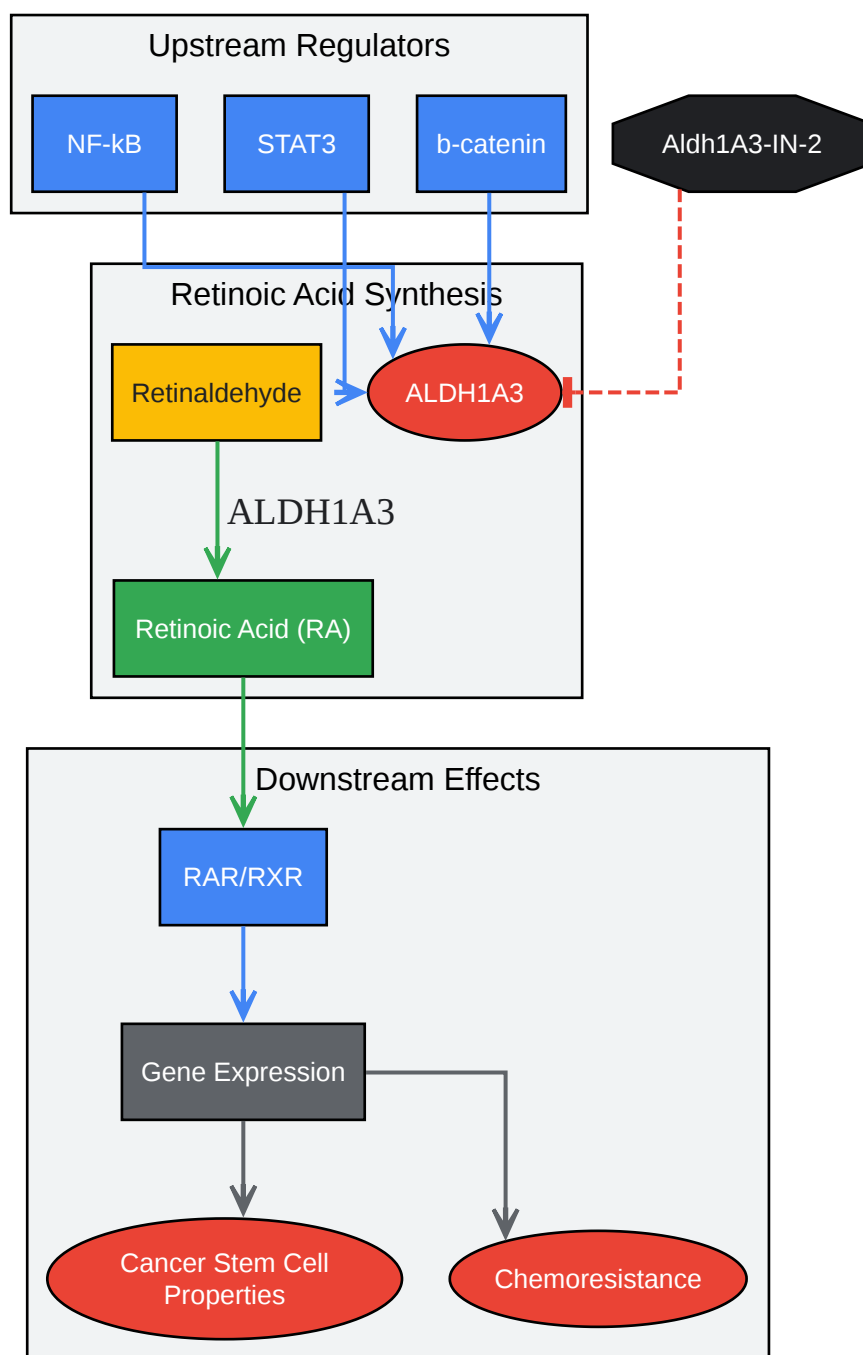 Upstream Regulators
NF-kB
STAT3
b-catenin
Aldh1A3-IN-2
Retinoic Acid Synthesis
Retinaldehyde
ALDH1A3
ALDH1A3
Retinoic Acid (RA)
Downstream Effects
RAR/RXR
Gene Expression
Cancer Stem Cell
Properties
Chemoresistance